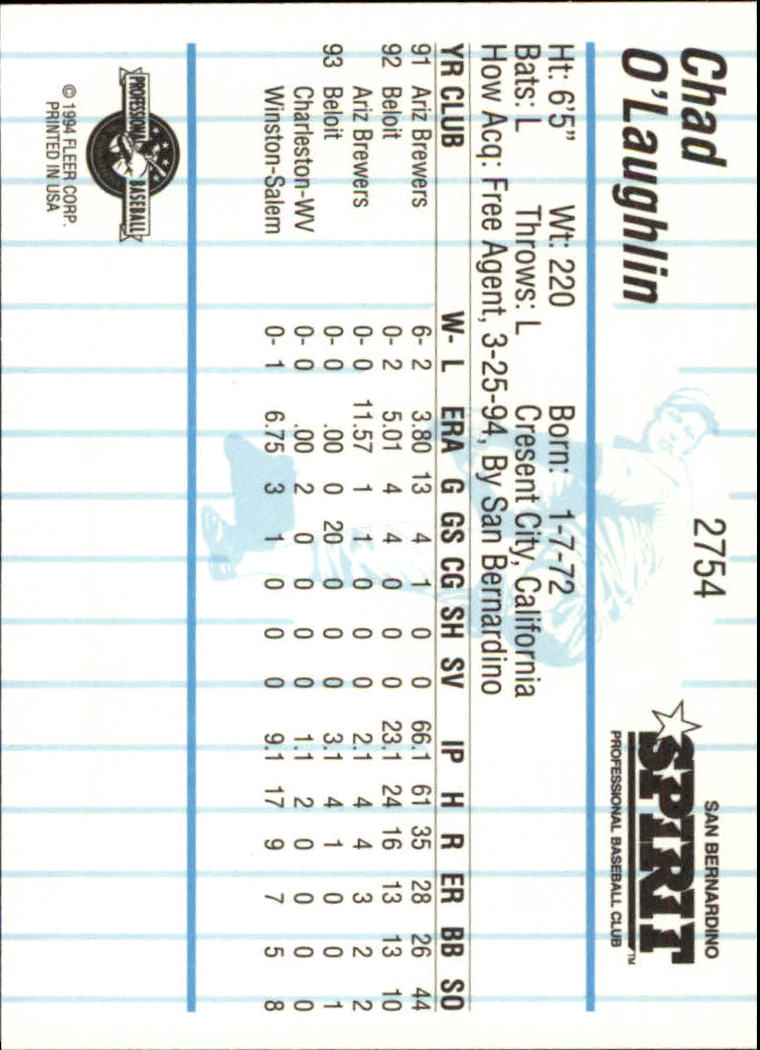 Chad
O'Laughlin
2754
SAN BERNARDINO
SPIRIT™
PROFESSIONAL BASEBALL CLUB
Ht: 6'5" Wt: 220 Born: 1-7-72
Bats: L Throws: L Cresent City, California
How Acq: Free Agent, 3-25-94, By San Bernardino
YR CLUB W- L ERA G GS CG SH SV IP H R ER BB SO
91 Ariz Brewers 6- 2 3.80 13 4 1 0 0 66.1 61 35 28 26 44
92 Beloit 0- 2 5.01 4 4 0 0 0 23.1 24 16 13 13 10
Ariz Brewers 0- 0 11.57 1 1 0 0 0 2.1 4 4 3 2 2
93 Beloit 0- 0 .00 0 20 0 0 0 3.1 4 1 0 0 1
Charleston-WV 0- 0 .00 2 0 0 0 0 1.1 2 0 0 0 0
Winston-Salem 0- 1 6.75 3 1 0 0 0 9.1 17 9 7 5 8
PROFESSIONAL BASEBALL
© 1994 FLEER CORP.
PRINTED IN USA